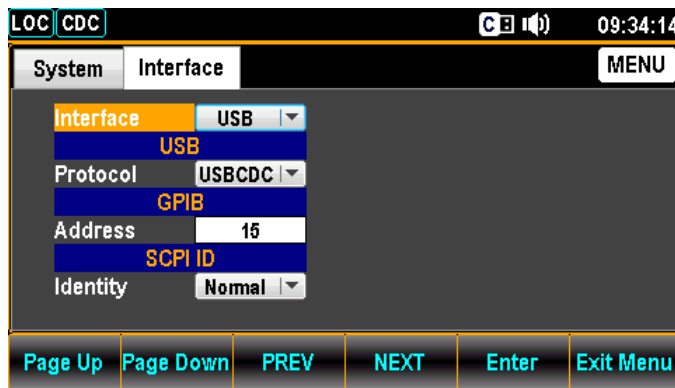 LOC CDC C 09:34:14
System Interface MENU
Interface USB
USB
Protocol USBCDC
GPIB
Address 15
SCPI ID
Identity Normal
Page Up Page Down PREV NEXT Enter Exit Menu